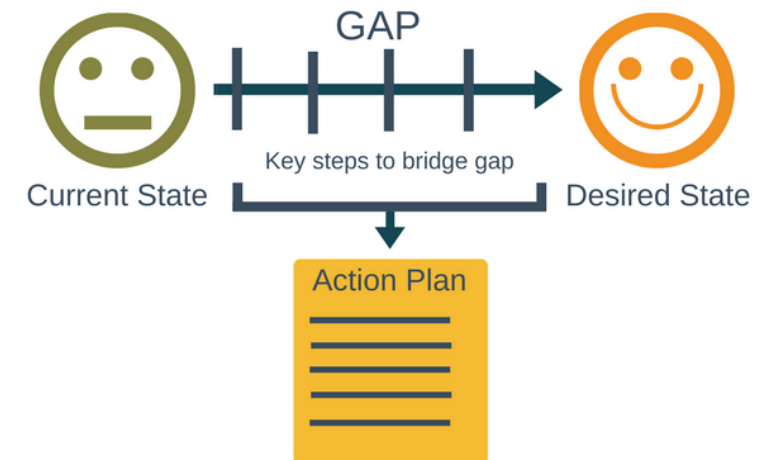 GAP
Key steps to bridge gap
Current State
Desired State
Action Plan